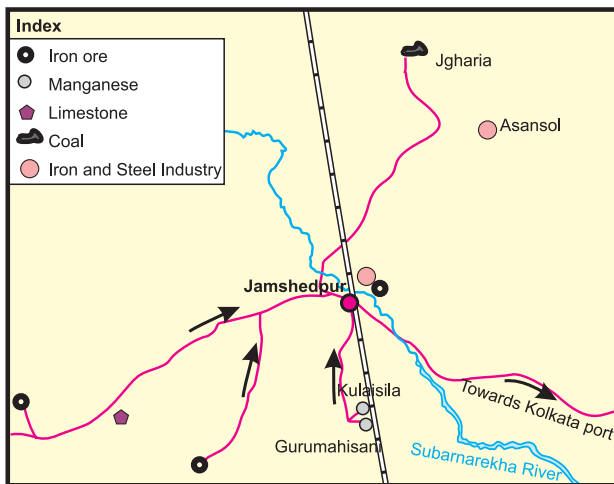 Index
Iron ore
Manganese
Limestone
Coal
Iron and Steel Industry
Jgharia
Asansol
Jamshedpur
Kulaisila
Gurumahisani
Towards Kolkata port
Subarnarekha River